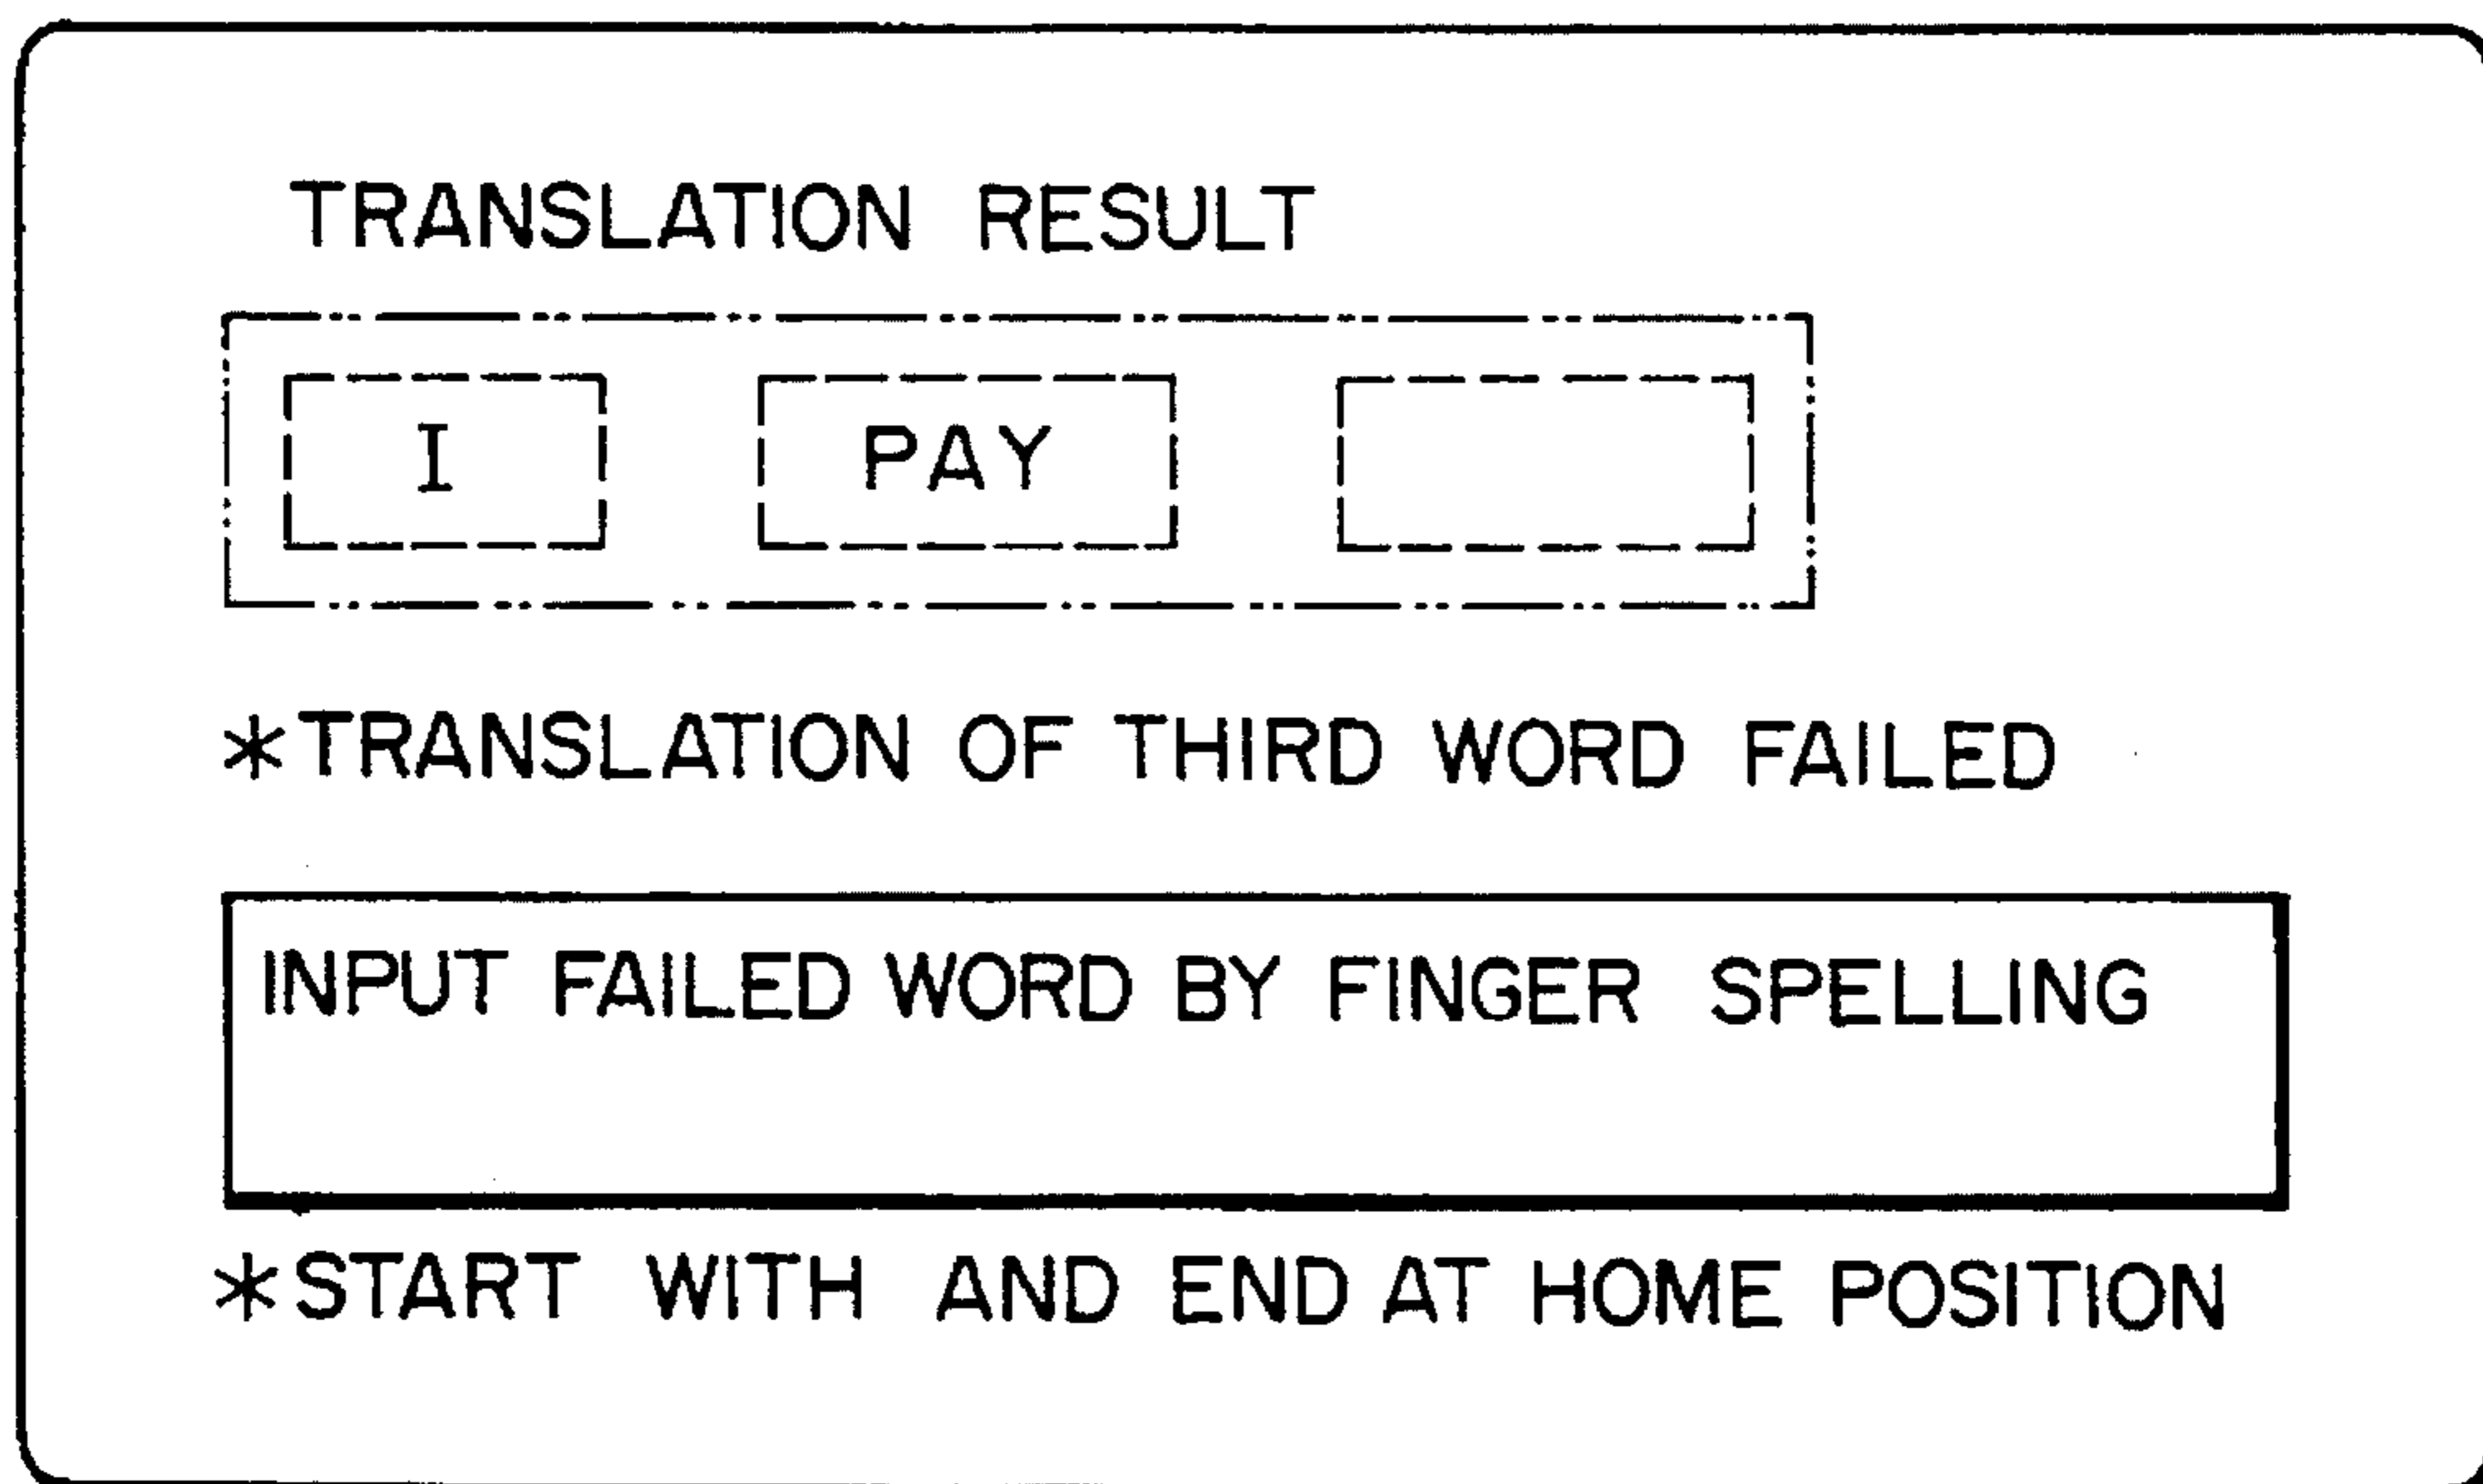 TRANSLATION RESULT
I PAY
*TRANSLATION OF THIRD WORD FAILED
INPUT FAILED WORD BY FINGER SPELLING
*START WITH AND END AT HOME POSITION